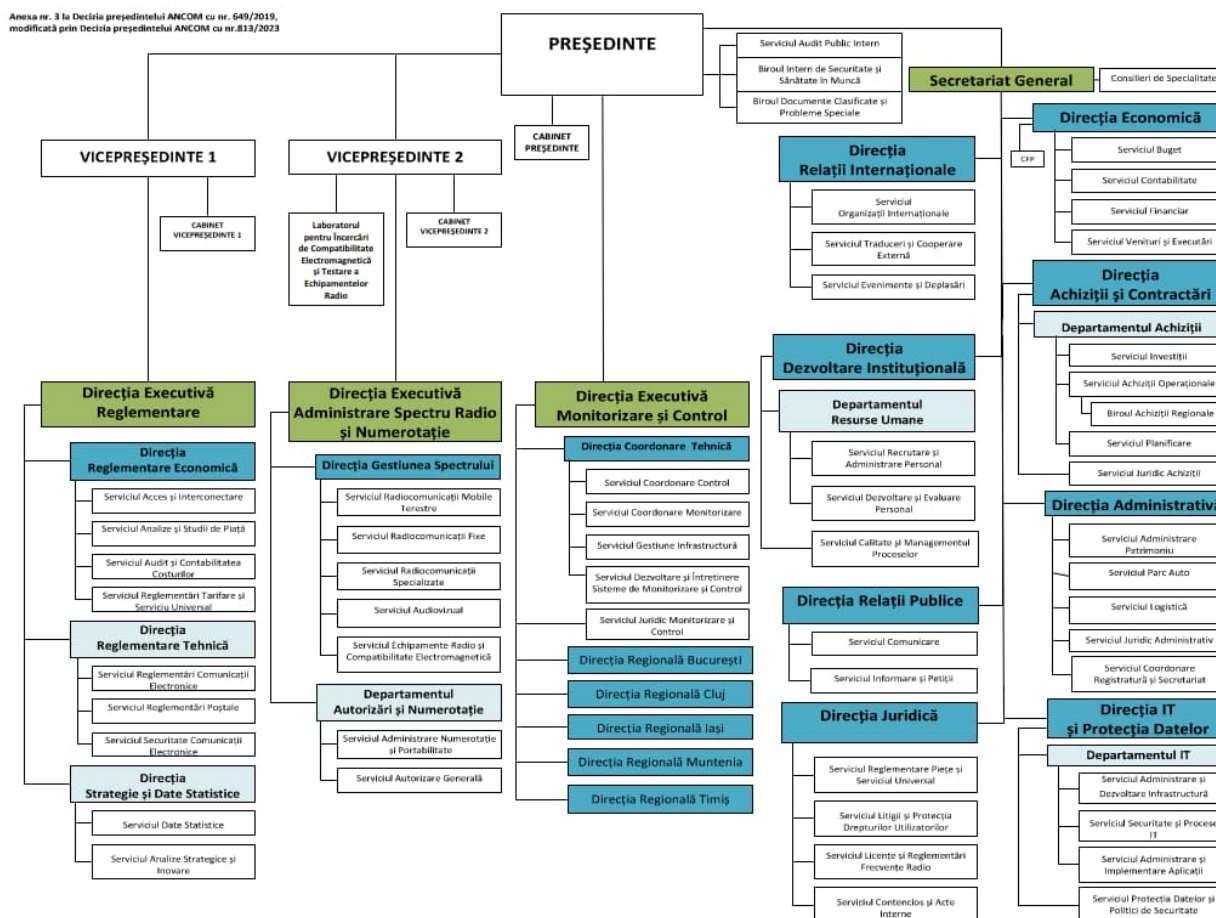 Anexa nr. 3 la Decizia președintelui ANCOM cu nr. 649/2019,
modificată prin Decizia președintelui ANCOM cu nr.813/2023
PREȘEDINTE
Serviciul Audit Public Intern
Biroul Intern de Securitate și
Sănătate în Muncă
Biroul Documente Clasificate și
Probleme Speciale
CABINET
PREȘEDINTE
VICEPREȘEDINTE 1
CABINET
VICEPREȘEDINTE 1
VICEPREȘEDINTE 2
Laboratorul
pentru Încercări
de Compatibilitate
Electromagnetică
și Testare a
Echipamentelor
Radio
CABINET
VICEPREȘEDINTE 2
Direcția Executivă
Reglementare
Direcția
Reglementare Economică
Serviciul Acces și Interconectare
Serviciul Analize și Studii de Piață
Serviciul Audit și Contabilitatea
Costurilor
Serviciul Reglementări Tarifare și
Serviciu Universal
Direcția
Reglementare Tehnică
Serviciul Reglementări Comunicații
Electronice
Serviciul Reglementări Poștale
Serviciul Securitate Comunicații
Electronice
Direcția
Strategie și Date Statistice
Serviciul Date Statistice
Serviciul Analize Strategice și
Inovare
Direcția Executivă
Administrare Spectru Radio
și Numerotație
Direcția Gestiunea Spectrului
Serviciul Radiocomunicații Mobile
Terestre
Serviciul Radiocomunicații Fixe
Serviciul Radiocomunicații
Specializate
Serviciul Audiovizual
Serviciul Echipamente Radio și
Compatibilitate Electromagnetică
Departamentul
Autorizări și Numerotație
Serviciul Administrare Numerotație
și Portabilitate
Serviciul Autorizare Generală
Direcția Executivă
Monitorizare și Control
Direcția Coordonare Tehnică
Serviciul Coordonare Control
Serviciul Coordonare Monitorizare
Serviciul Gestiune Infrastructură
Serviciul Dezvoltare și Întretinere
Sisteme de Monitorizare și Control
Serviciul Juridic Monitorizare și
Control
Direcția Regională București
Direcția Regională Cluj
Direcția Regională Iași
Direcția Regională Muntenia
Direcția Regională Timiș
Secretariat General
Consilieri de Specialitate
Direcția
Relații Internaționale
Serviciul
Organizații Internaționale
Serviciul Traduceri și Cooperare
Externă
Serviciul Evenimente și Deplasări
Direcția
Dezvoltare Instituțională
Departamentul
Resurse Umane
Serviciul Recrutare și
Administrare Personal
Serviciul Dezvoltare și Evaluare
Personal
Serviciul Calitate și Managementul
Proceselor
Direcția Relații Publice
Serviciul Comunicare
Serviciul Informare și Petiții
Direcția Juridică
Serviciul Reglementare Piețe și
Serviciul Universal
Serviciul Litigii și Protecția
Drepturilor Utilizatorilor
Serviciul Licențe și Reglementări
Frecvențe Radio
Serviciul Contencios și Acte
Interne
Direcția Economică
CFP
Serviciul Buget
Serviciul Contabilitate
Serviciul Financiar
Serviciul Venituri și Executări
Direcția
Achiziții și Contractări
Departamentul Achiziții
Serviciul Investiții
Serviciul Achiziții Operaționale
Biroul Achiziții Regionale
Serviciul Planificare
Serviciul Juridic Achiziții
Direcția Administrativă
Serviciul Administrare
Patrimoniu
Serviciul Parc Auto
Serviciul Logistică
Serviciul Juridic Administrativ
Serviciul Coordonare
Registratură și Secretariat
Direcția IT
și Protecția Datelor
Departamentul IT
Serviciul Administrare și
Dezvoltare Infrastructură
Serviciul Securitate și Procese
IT
Serviciul Administrare și
Implementare Aplicații
Serviciul Protecția Datelor și
Politici de Securitate